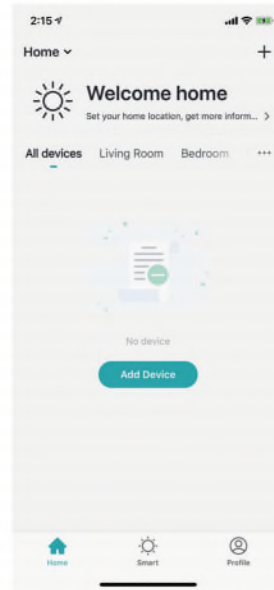 2:15
Home
Welcome home
Set your home location, get more inform...
All devices Living Room Bedroom ...
No device
Add Device
Home Smart Profile